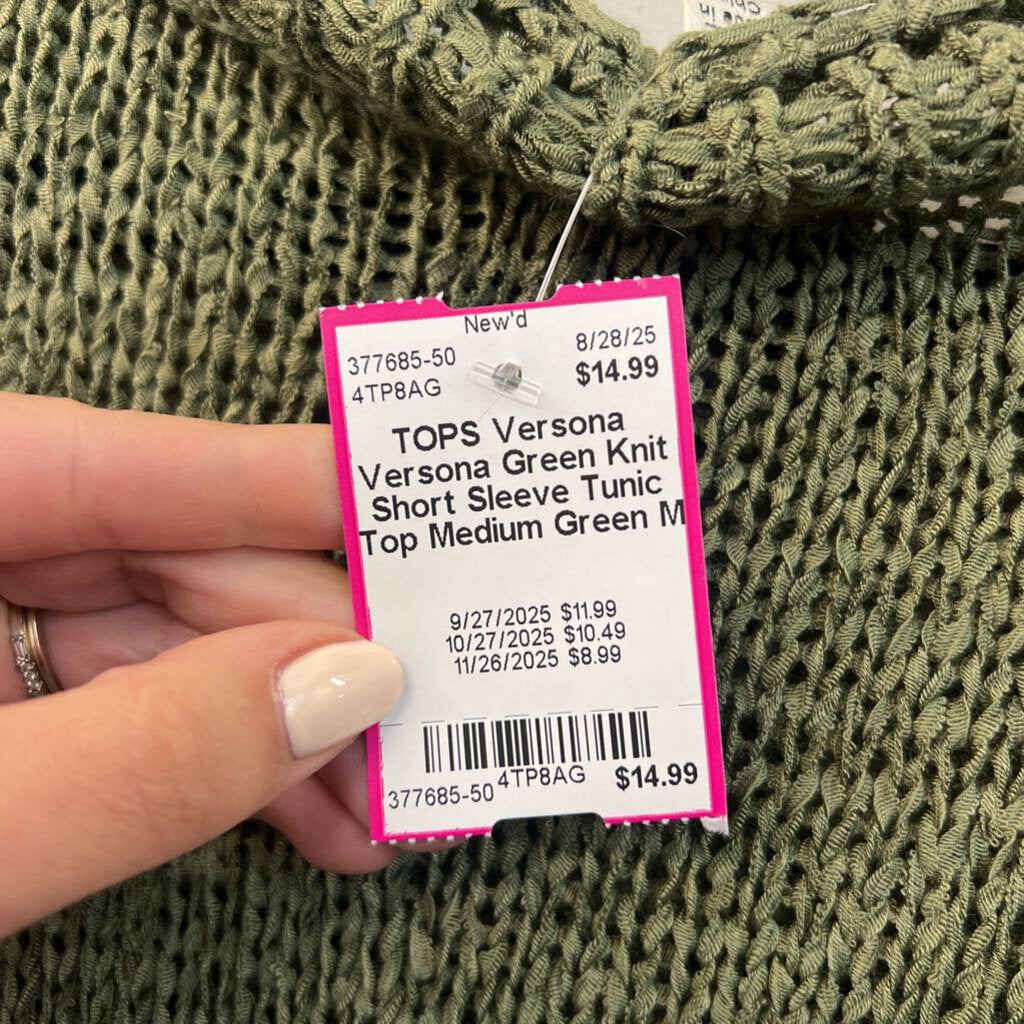 New'd
377685-50 8/28/25
4TP8AG $14.99
TOPS Versona
Versona Green Knit
Short Sleeve Tunic
Top Medium Green M
9/27/2025 $11.99
10/27/2025 $10.49
11/26/2025 $8.99
377685-50 4TP8AG $14.99